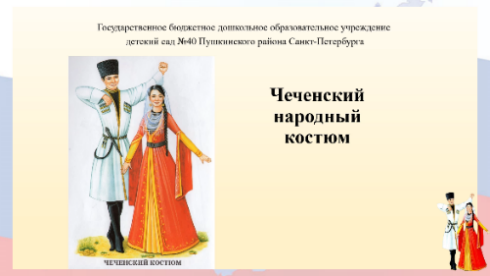 Государственное бюджетное дошкольное образовательное учреждение
детский сад №40 Пушкинского района Санкт-Петербурга
Чеченский
народный
костюм
ЧЕЧЕНСКИЙ КОСТЮМ